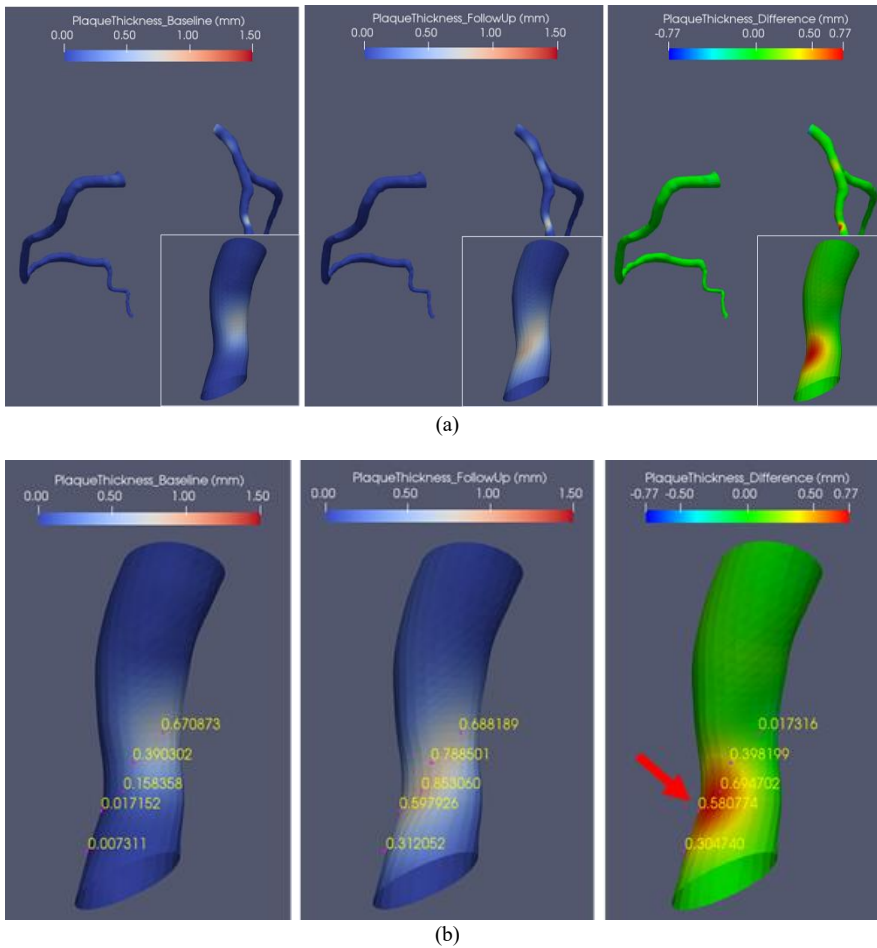 PlaqueThickness_Baseline (mm)
0.00 0.50 1.00 1.50
PlaqueThickness_FollowUp (mm)
0.00 0.50 1.00 1.50
PlaqueThickness_Difference (mm)
-0.77 0.00 0.50 0.77
(a)
PlaqueThickness_Baseline (mm)
0.00 0.50 1.00 1.50
0.670873
0.390302
0.158358
0.017152
0.007311
PlaqueThickness_FollowUp (mm)
0.00 0.50 1.00 1.50
0.688189
0.788501
0.853060
0.597926
0.312052
PlaqueThickness_Difference (mm)
-0.77 -0.50 0.00 0.50 0.77
0.017316
0.398199
0.694702
0.580774
0.304740
(b)